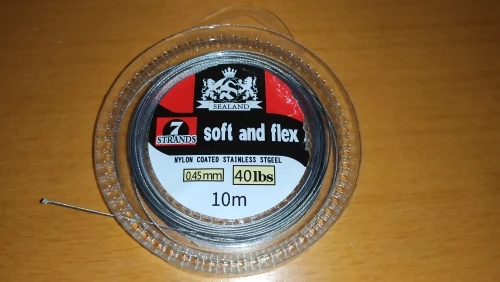 SEALAND
7
STRANDS
soft and flex
NYLON COATED STAINLESS STGEEL
0.45mm
40lbs
10m